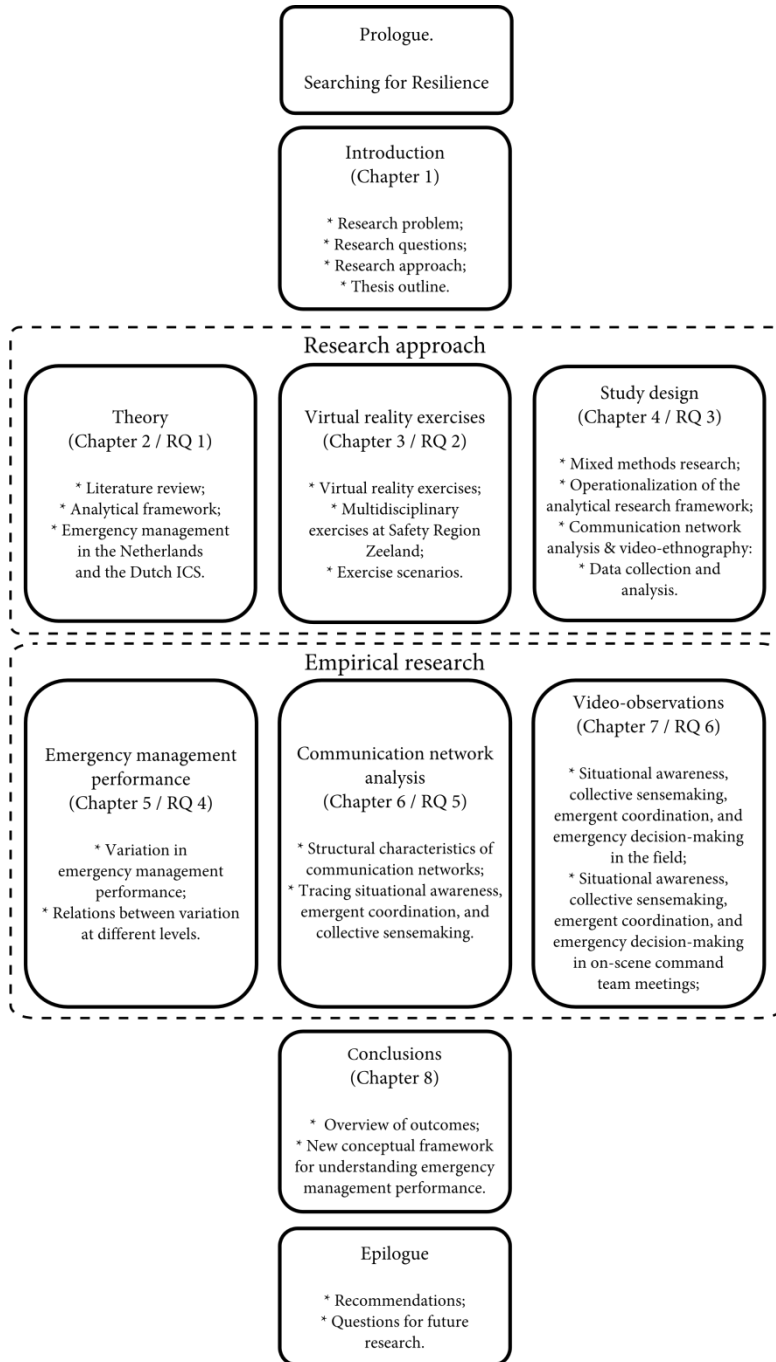 Prologue.
Searching for Resilience
Introduction
(Chapter 1)
* Research problem;
* Research questions;
* Research approach;
* Thesis outline.
Research approach
Theory
(Chapter 2 / RQ 1)
* Literature review;
* Analytical framework;
* Emergency management
in the Netherlands
and the Dutch ICS.
Virtual reality exercises
(Chapter 3 / RQ 2)
* Virtual reality exercises;
* Multidisciplinary
exercises at Safety Region
Zeeland;
* Exercise scenarios.
Study design
(Chapter 4 / RQ 3)
* Mixed methods research;
* Operationalization of the
analytical research framework;
* Communication network
analysis & video-ethnography:
* Data collection and
analysis.
Empirical research
Emergency management
performance
(Chapter 5 / RQ 4)
* Variation in
emergency management
performance;
* Relations between variation
at different levels.
Communication network
analysis
(Chapter 6 / RQ 5)
* Structural characteristics of
communication networks;
* Tracing situational awareness,
emergent coordination, and
collective sensemaking.
Video-observations
(Chapter 7 / RQ 6)
* Situational awareness,
collective sensemaking,
emergent coordination, and
emergency decision-making
in the field;
* Situational awareness,
collective sensemaking,
emergent coordination, and
emergency decision-making
in on-scene command
team meetings;
Conclusions
(Chapter 8)
* Overview of outcomes;
* New conceptual framework
for understanding emergency
management performance.
Epilogue
* Recommendations;
* Questions for future
research.